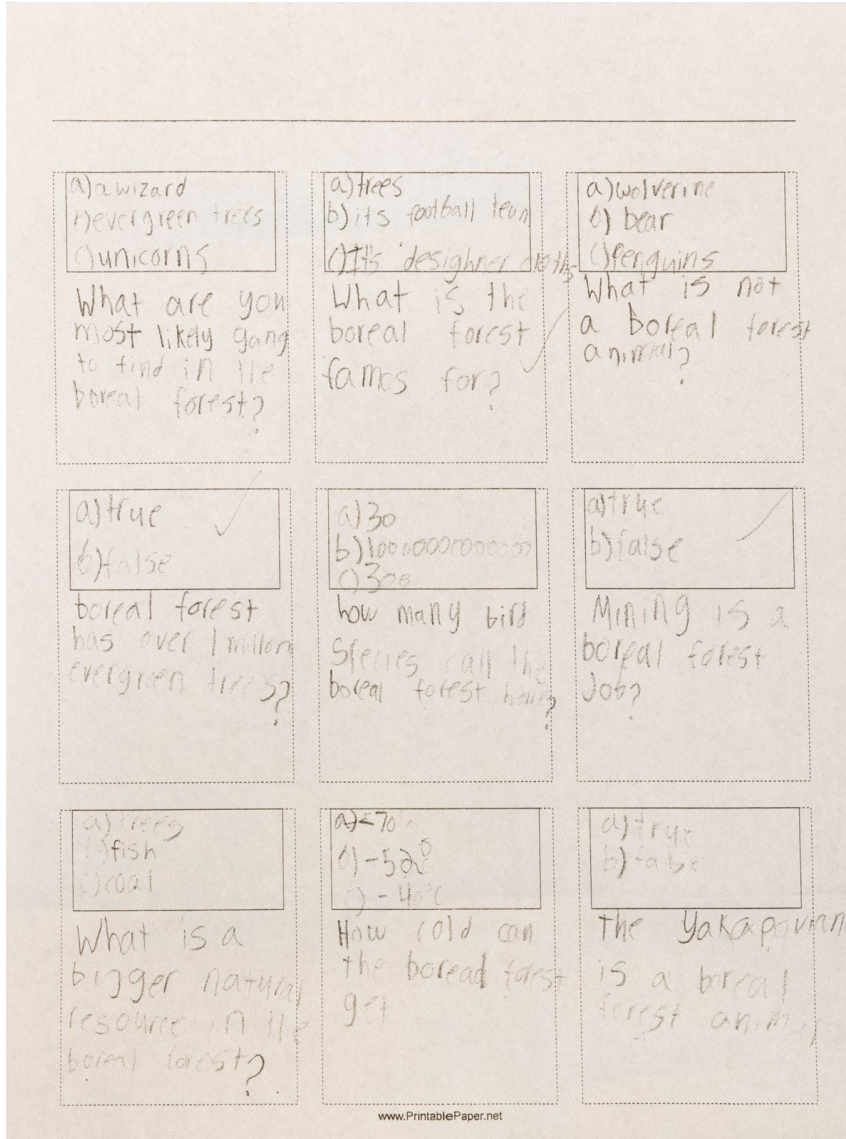 a) a wizard
b) evergreen trees
c) unicorns
What are you
most likely gang
to find in the
boreal forest?
a) trees
b) its football team
c) It's desighner cloths
What is the
boreal forest
famos for?
a) wolverine
b) bear
c) Penguins
What is not
a boreal forest
animal?
a) true
b) false
boreal forest
has over 1 millon
evergreen trees?
a) 30
b) 10000000000000
c) 300
how many bird
species call the
boreal forest home?
a) true
b) false
Mining is a
boreal forest
Job?
a) trees
b) fish
c) coal
What is a
bigger natural
resource in the
boreal forest?
a) <70°
b) -52°
c) -40°c
How cold can
the boread forest
get
a) true
b) false
the
is a boreal
forest animal
www.PrintablePaper.net